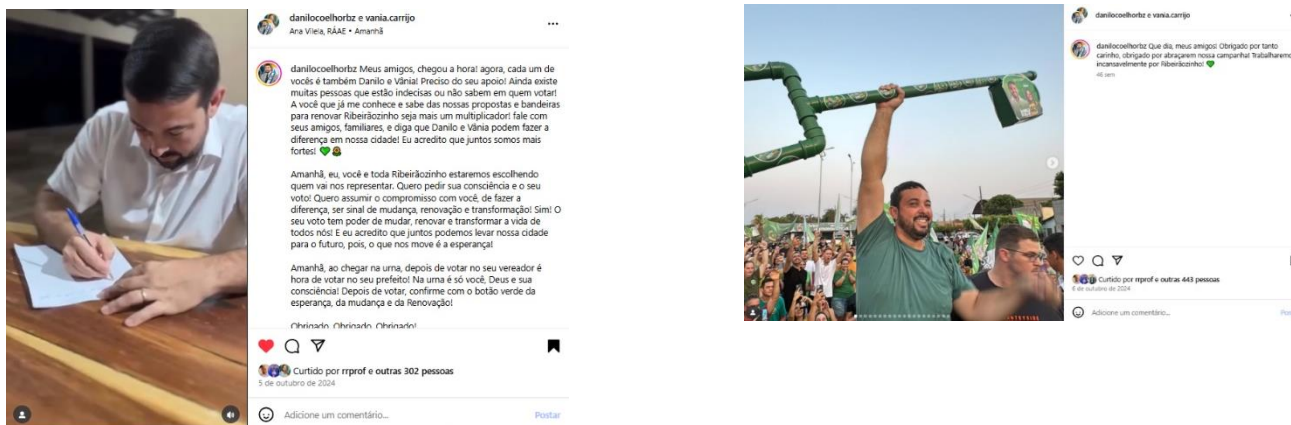 danilocoelhorbz e vania.carrijo
Ana Vilela, RÁAE • Amanhã
danilocoelhorbz Meus amigos, chegou a hora! agora, cada um de
vocês é também Danilo e Vânia! Preciso do seu apoio! Ainda existe
muitas pessoas que estão indecisas ou não sabem em quem votar!
A você que já me conhece e sabe das nossas propostas e bandeiras
para renovar Ribeirãozinho seja mais um multiplicador! fale com
seus amigos, familiares, e diga que Danilo e Vânia podem fazer a
diferença em nossa cidade! Eu acredito que juntos somos mais
fortes! 💚🌻
Amanhã, eu, você e toda Ribeirãozinho estaremos escolhendo
quem vai nos representar. Quero pedir sua consciência e o seu
voto! Quero assumir o compromisso com você, de fazer a
diferença, ser sinal de mudança, renovação e transformação! Sim! O
seu voto tem poder de mudar, renovar e transformar a vida de
todos nós! E eu acredito que juntos podemos levar nossa cidade
para o futuro, pois, o que nos move é a esperança!
Amanhã, ao chegar na urna, depois de votar no seu vereador é
hora de votar no seu prefeito! Na urna é só você, Deus e sua
consciência! Depois de votar, confirme com o botão verde da
esperança, da mudança e da Renovação!
Obrigado, Obrigado, Obrigado!
Curtido por rrprof e outras 302 pessoas
5 de outubro de 2024
Adicione um comentário...
Postar
danilocoelhorbz e vania.carrijo
danilocoelhorbz Que dia, meus amigos! Obrigado por tanto
carinho, obrigado por abraçarem nossa campanha! Trabalharemo
incansavelmente por Ribeirãozinho! 💚
46 sem
Curtido por rrprof e outras 443 pessoas
6 de outubro de 2024
Adicione um comentário...